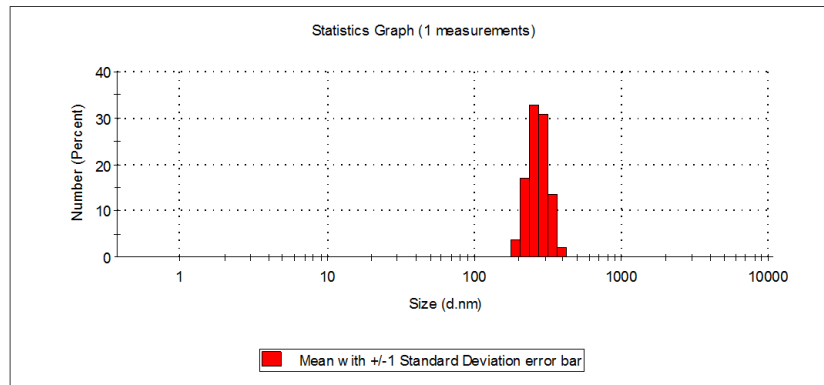 Statistics Graph (1 measurements)
40
30
20
10
0
Number (Percent)
1 10 100 1000 10000
Size (d.nm)
Mean with +/-1 Standard Deviation error bar